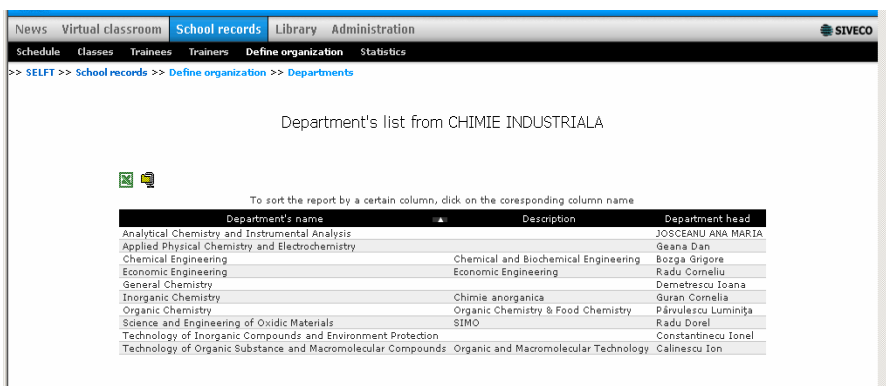 News Virtual classroom School records Library Administration SIVECO
Schedule Classes Trainees Trainers Define organization Statistics
>> SELFT >> School records >> Define organization >> Departments
Department's list from CHIMIE INDUSTRIALA
To sort the report by a certain column, click on the coresponding column name
Department's name Description Department head
Analytical Chemistry and Instrumental Analysis JOSCEANU ANA MARIA
Applied Physical Chemistry and Electrochemistry Geana Dan
Chemical Engineering Chemical and Biochemical Engineering Bozga Grigore
Economic Engineering Economic Engineering Radu Corneliu
General Chemistry Demetrescu Ioana
Inorganic Chemistry Chimie anorganica Guran Cornelia
Organic Chemistry Organic Chemistry & Food Chemistry Pârvulescu Luminița
Science and Engineering of Oxidic Materials SIMO Radu Dorel
Technology of Inorganic Compounds and Environment Protection Constantinecu Ionel
Technology of Organic Substance and Macromolecular Compounds Organic and Macromolecular Technology Calinescu Ion